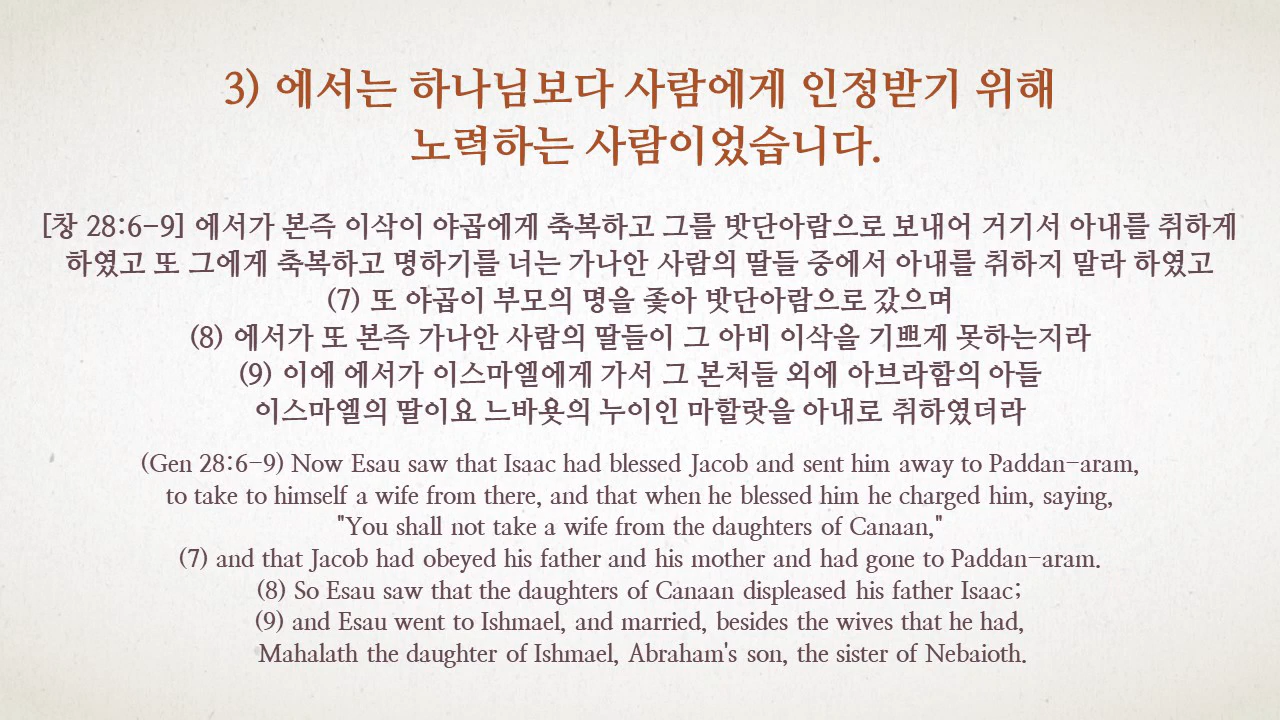 3) 에서는 하나님보다 사람에게 인정받기 위해
노력하는 사람이었습니다.
[창 28:6-9] 에서가 본즉 이삭이 야곱에게 축복하고 그를 밧단아람으로 보내어 거기서 아내를 취하게
하였고 또 그에게 축복하고 명하기를 너는 가나안 사람의 딸들 중에서 아내를 취하지 말라 하였고
(7) 또 야곱이 부모의 명을 좇아 밧단아람으로 갔으며
(8) 에서가 또 본즉 가나안 사람의 딸들이 그 아비 이삭을 기쁘게 못하는지라
(9) 이에 에서가 이스마엘에게 가서 그 본처들 외에 아브라함의 아들
이스마엘의 딸이요 느바욧의 누이인 마할랏을 아내로 취하였더라
(Gen 28:6-9) Now Esau saw that Isaac had blessed Jacob and sent him away to Paddan-aram,
to take to himself a wife from there, and that when he blessed him he charged him, saying,
"You shall not take a wife from the daughters of Canaan,"
(7) and that Jacob had obeyed his father and his mother and had gone to Paddan-aram.
(8) So Esau saw that the daughters of Canaan displeased his father Isaac;
(9) and Esau went to Ishmael, and married, besides the wives that he had,
Mahalath the daughter of Ishmael, Abraham's son, the sister of Nebaioth.